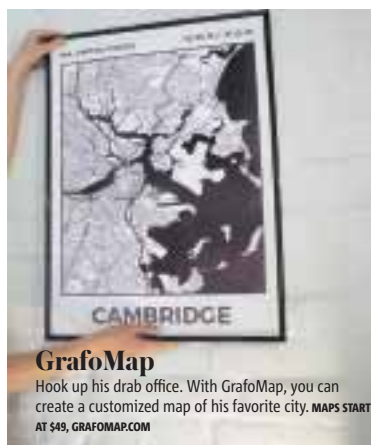 CAMBRIDGE
GrafoMap
Hook up his drab office. With GrafoMap, you can
create a customized map of his favorite city. MAPS START
AT $49, GRAFOMAP.COM